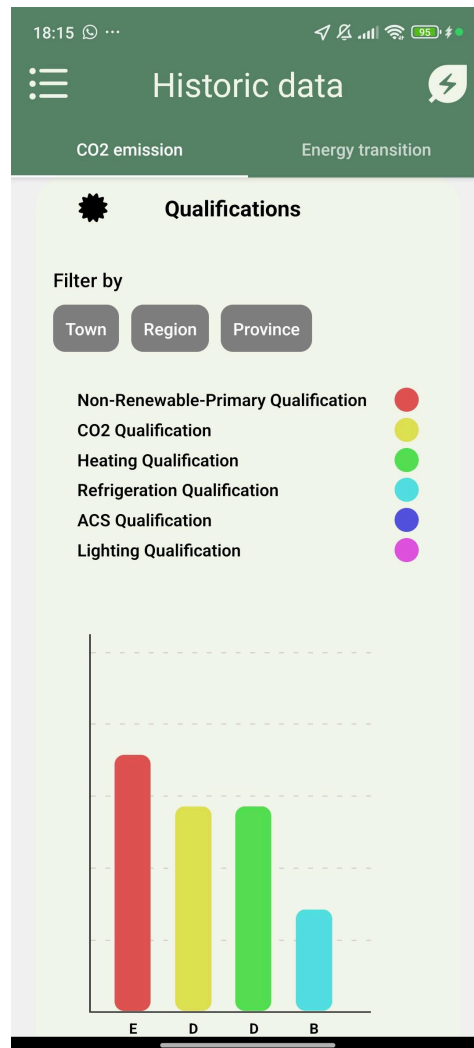 18:15 ...
95
Historic data
CO2 emission Energy transition
Qualifications
Filter by
Town Region Province
Non-Renewable-Primary Qualification
CO2 Qualification
Heating Qualification
Refrigeration Qualification
ACS Qualification
Lighting Qualification
E D D B